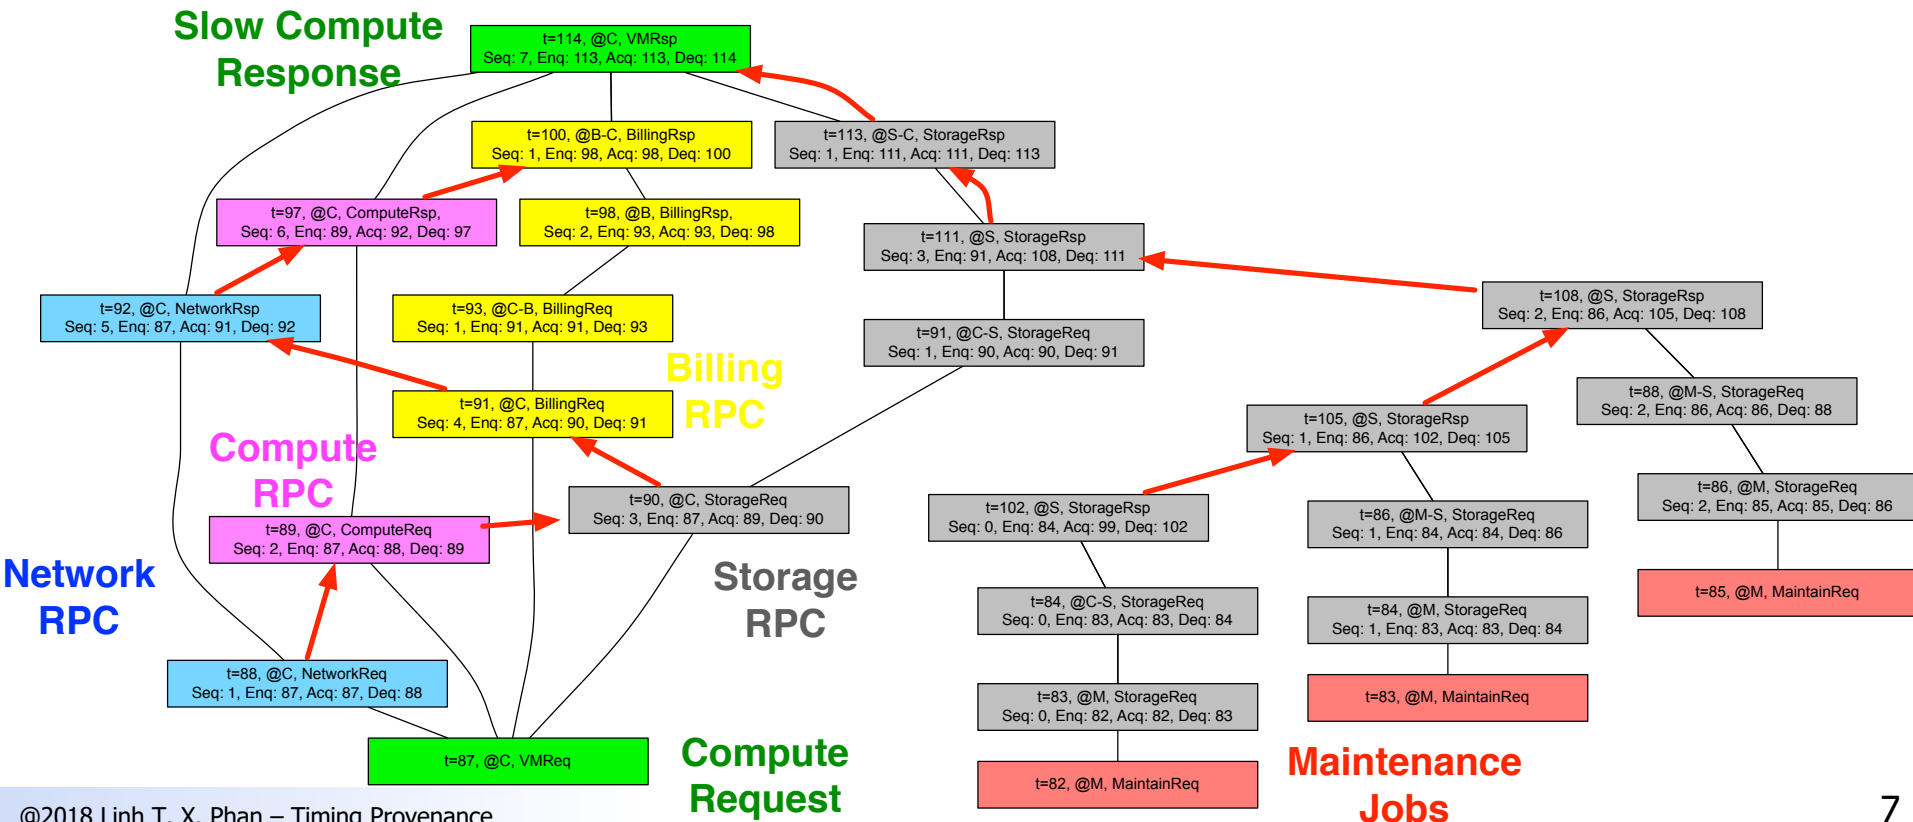 Slow Compute
Response
t=114, @C, VMRsp
Seq: 7, Enq: 113, Acq: 113, Deq: 114
t=100, @B-C, BillingRsp
Seq: 1, Enq: 98, Acq: 98, Deq: 100
t=113, @S-C, StorageRsp
Seq: 1, Enq: 111, Acq: 111, Deq: 113
t=97, @C, ComputeRsp,
Seq: 6, Enq: 89, Acq: 92, Deq: 97
t=98, @B, BillingRsp,
Seq: 2, Enq: 93, Acq: 93, Deq: 98
t=111, @S, StorageRsp
Seq: 3, Enq: 91, Acq: 108, Deq: 111
t=92, @C, NetworkRsp
Seq: 5, Enq: 87, Acq: 91, Deq: 92
t=93, @C-B, BillingReq
Seq: 1, Enq: 91, Acq: 91, Deq: 93
t=91, @C-S, StorageReq
Seq: 1, Enq: 90, Acq: 90, Deq: 91
t=108, @S, StorageRsp
Seq: 2, Enq: 86, Acq: 105, Deq: 108
Billing
RPC
t=91, @C, BillingReq
Seq: 4, Enq: 87, Acq: 90, Deq: 91
t=88, @M-S, StorageReq
Seq: 2, Enq: 86, Acq: 86, Deq: 88
t=105, @S, StorageRsp
Seq: 1, Enq: 86, Acq: 102, Deq: 105
Compute
RPC
t=90, @C, StorageReq
Seq: 3, Enq: 87, Acq: 89, Deq: 90
t=102, @S, StorageRsp
Seq: 0, Enq: 84, Acq: 99, Deq: 102
t=86, @M, StorageReq
Seq: 2, Enq: 85, Acq: 85, Deq: 86
t=89, @C, ComputeReq
Seq: 2, Enq: 87, Acq: 88, Deq: 89
t=86, @M-S, StorageReq
Seq: 1, Enq: 84, Acq: 84, Deq: 86
Network
RPC
Storage
RPC
t=85, @M, MaintainReq
t=84, @C-S, StorageReq
Seq: 0, Enq: 83, Acq: 83, Deq: 84
t=84, @M, StorageReq
Seq: 1, Enq: 83, Acq: 83, Deq: 84
t=88, @C, NetworkReq
Seq: 1, Enq: 87, Acq: 87, Deq: 88
t=83, @M, StorageReq
Seq: 0, Enq: 82, Acq: 82, Deq: 83
t=83, @M, MaintainReq
t=87, @C, VMReq
Compute
Request
t=82, @M, MaintainReq
Maintenance
Jobs
@2018 Linh T. X. Phan – Timing Provenance
7